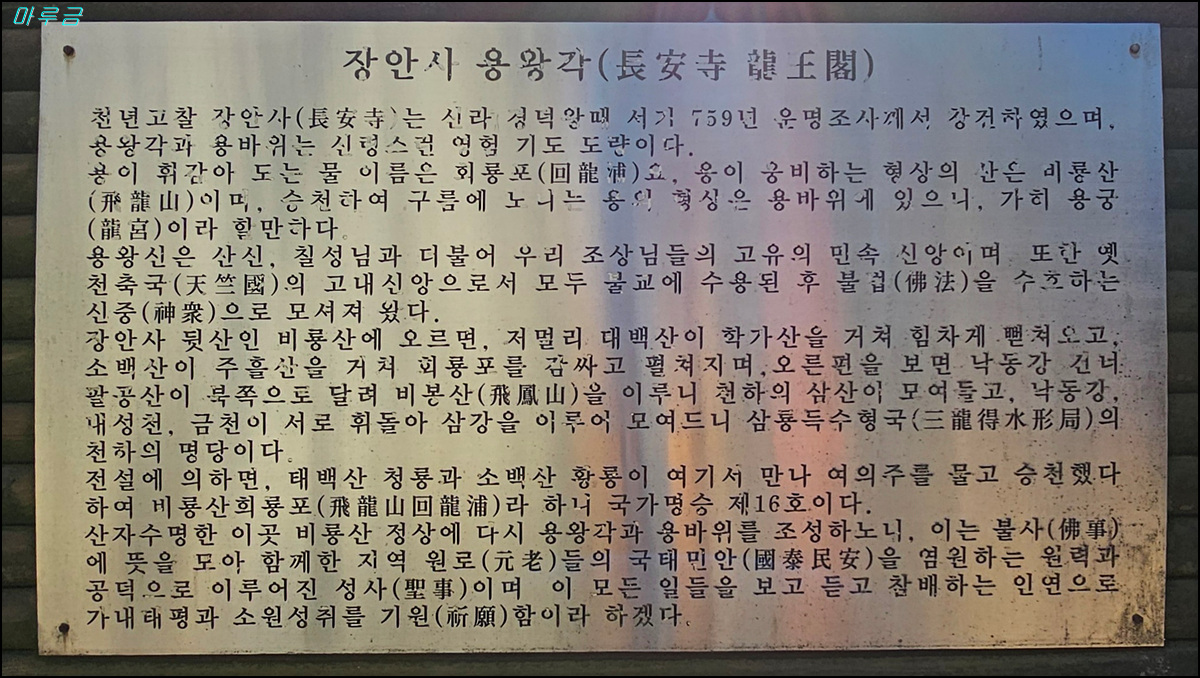 마루금
장안사 용왕각(長安寺 龍王閣)
천년고찰 장안사(長安寺)는 신라 경덕왕때 서기 759년 운명조사께서 창건하였으며,
용왕각과 용바위는 신령스런 영험 기도 도량이다.
용이 휘감아 도는 물 이름은 회룡포(回龍浦)요, 용이 웅비하는 형상의 산은 비룡산
(飛龍山)이며, 승천하여 구름에 노니는 용의 형상은 용바위에 있으니, 가히 용궁
(龍宮)이라 할만하다.
용왕신은 산신, 칠성님과 더불어 우리 조상님들의 고유의 민속 신앙이며 또한 옛
천축국(天竺國)의 고대신앙으로서 모두 불교에 수용된 후 불법(佛法)을 수호하는
신중(神衆)으로 모셔져 왔다.
장안사 뒷산인 비룡산에 오르면, 저멀리 대백산이 학가산을 거쳐 힘차게 뻗쳐오고,
소백산이 주흘산을 거쳐 회룡포를 감싸고 펼쳐지며,오른편을 보면 낙동강 건너
팔공산이 북쪽으로 달려 비봉산(飛鳳山)을 이루니 천하의 삼산이 모여들고, 낙동강,
내성천, 금천이 서로 휘돌아 삼강을 이루어 모여드니 삼룡득수형국(三龍得水形局)의
천하의 명당이다.
전설에 의하면, 태백산 청룡과 소백산 황룡이 여기서 만나 여의주를 물고 승천했다
하여 비룡산회룡포(飛龍山回龍浦)라 하니 국가명승 제16호이다.
산자수명한 이곳 비룡산 정상에 다시 용왕각과 용바위를 조성하노니, 이는 불사(佛事)
에 뜻을 모아 함께한 지역 원로(元老)들의 국태민안(國泰民安)을 염원하는 원력과
공덕으로 이루어진 성사(聖事)이며 이 모든 일들을 보고 듣고 찬배하는 인연으로
가내태평과 소원성취를 기원(祈願)함이라 하겠다.